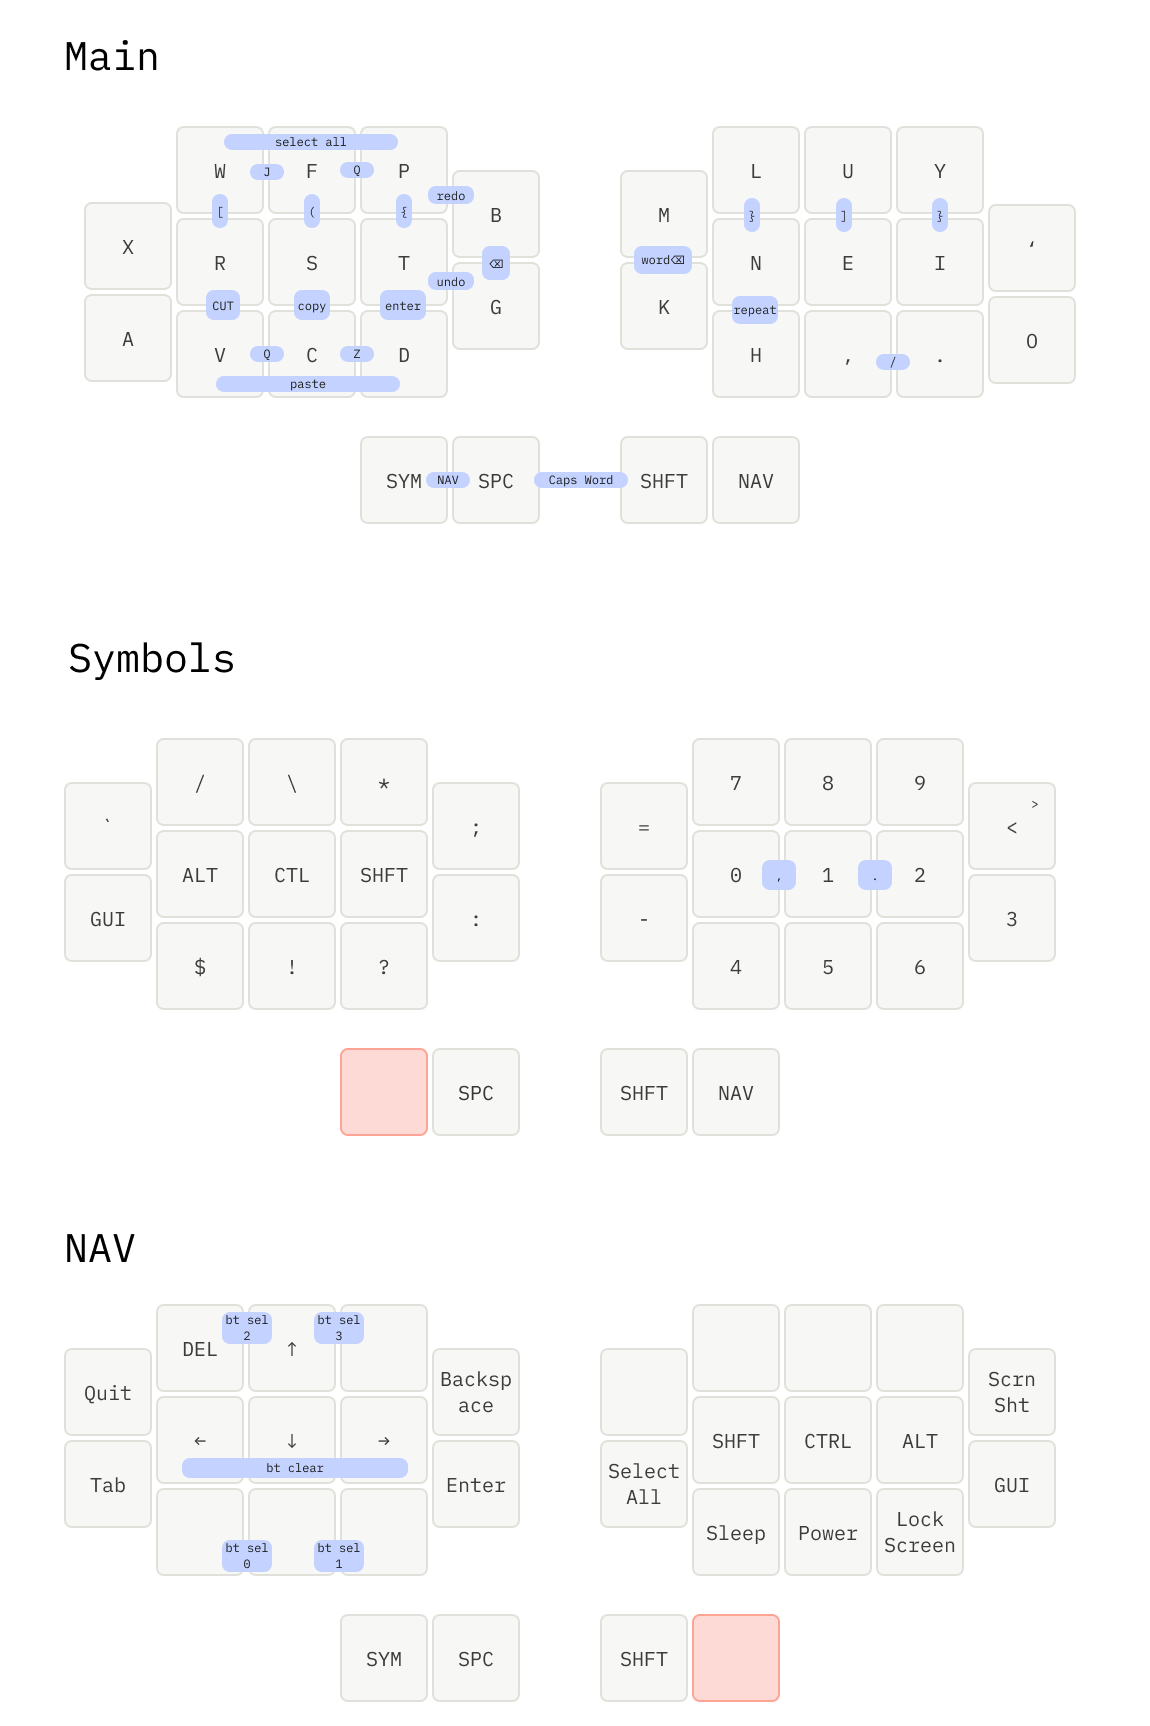 Main
select all
W J F Q P
L U Y
redo
B
M
[ ( {
} ] }
X
R S T
⌫
word⌫
N E I
‘
undo
G
K
CUT copy enter
repeat
A
V Q C Z D
H , / .
O
paste
SYM NAV SPC Caps Word SHFT NAV
Symbols
/ \ *
7 8 9
`
;
=
>
<
ALT CTL SHFT
0 , 1 . 2
GUI
:
-
3
$ ! ?
4 5 6
SPC
SHFT NAV
NAV
bt sel
2
bt sel
3
DEL ↑
Quit
Backsp
ace
Scrn
Sht
← ↓ →
SHFT CTRL ALT
bt clear
Tab
Enter
Select
All
GUI
Sleep Power Lock
Screen
bt sel
0
bt sel
1
SYM SPC
SHFT